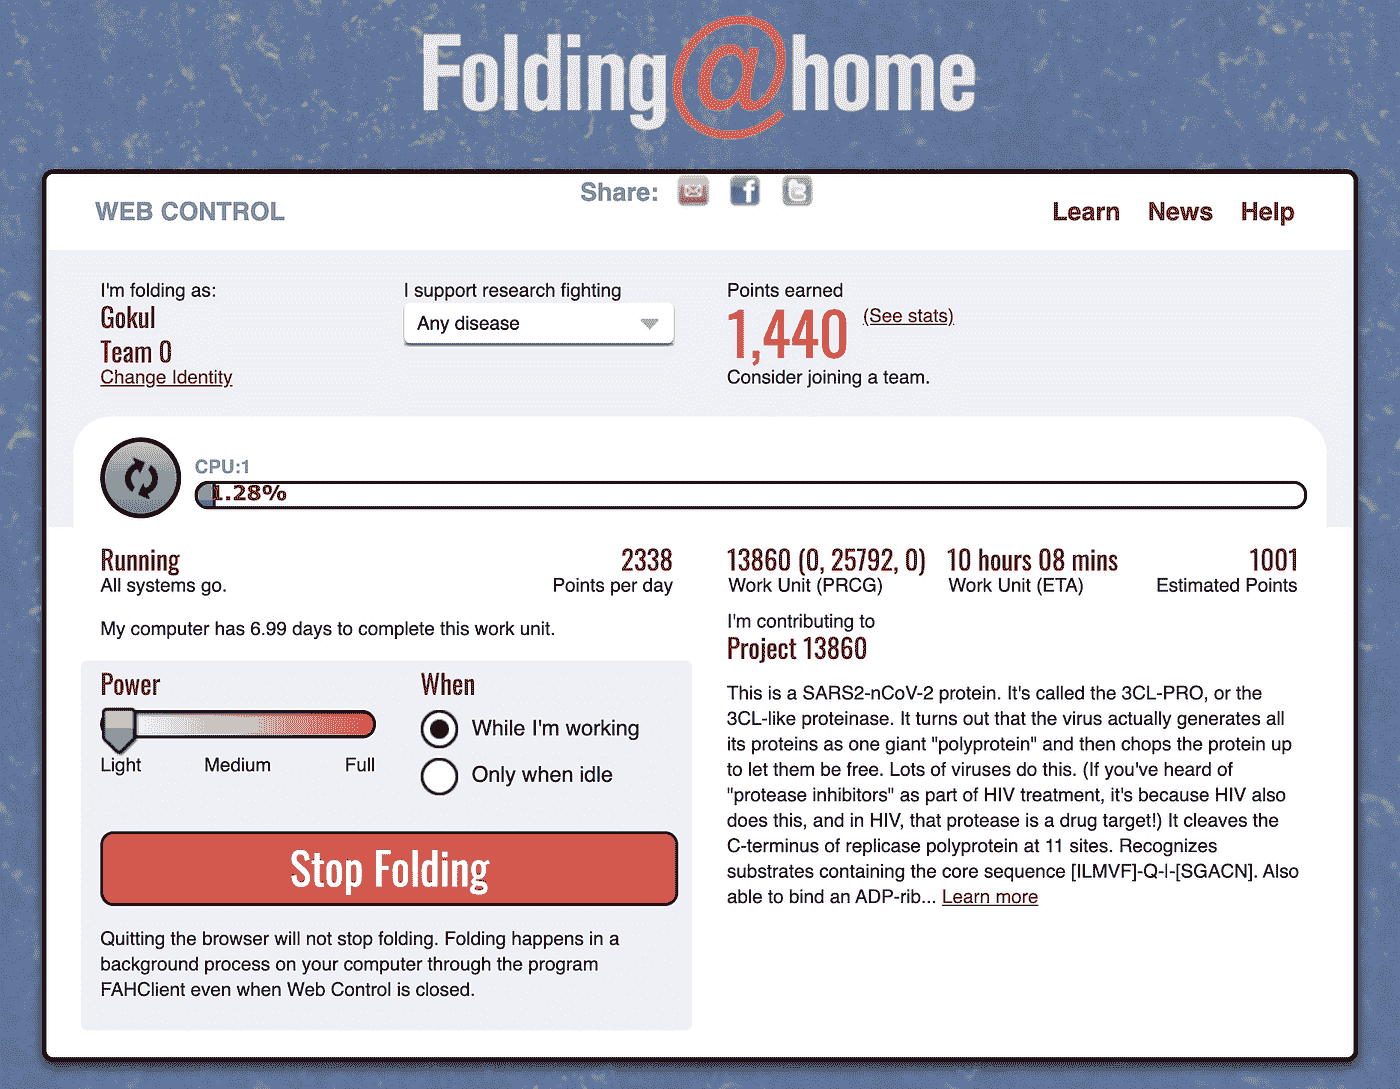 Folding@home
Share:
WEB CONTROL
Learn News Help
I'm folding as:
Gokul
Team 0
Change Identity
I support research fighting
Any disease
Points earned
1,440 (See stats)
Consider joining a team.
CPU:1
1.28%
Running
All systems go.
2338
Points per day
My computer has 6.99 days to complete this work unit.
Power
Light Medium Full
When
While I'm working
Only when idle
Stop Folding
Quitting the browser will not stop folding. Folding happens in a
background process on your computer through the program
FAHClient even when Web Control is closed.
13860 (0, 25792, 0)
Work Unit (PRCG)
10 hours 08 mins
Work Unit (ETA)
1001
Estimated Points
I'm contributing to
Project 13860
This is a SARS2-nCoV-2 protein. It's called the 3CL-PRO, or the
3CL-like proteinase. It turns out that the virus actually generates all
its proteins as one giant "polyprotein" and then chops the protein up
to let them be free. Lots of viruses do this. (If you've heard of
"protease inhibitors" as part of HIV treatment, it's because HIV also
does this, and in HIV, that protease is a drug target!) It cleaves the
C-terminus of replicase polyprotein at 11 sites. Recognizes
substrates containing the core sequence [ILMVF]-Q-|-[SGACN]. Also
able to bind an ADP-rib... Learn more